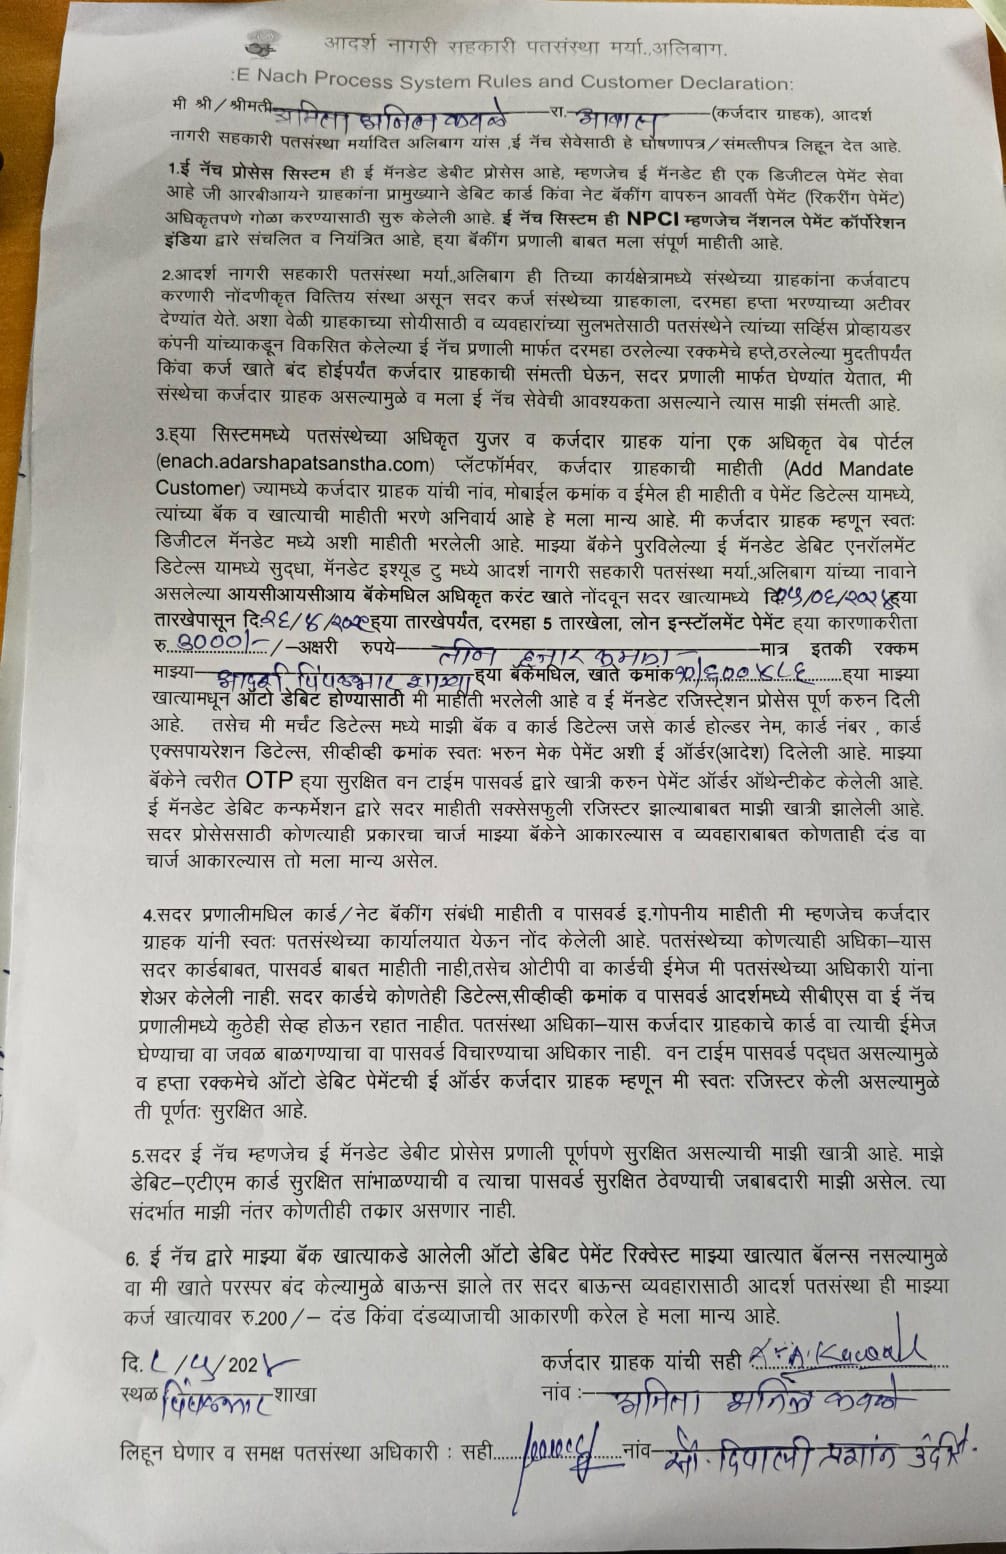 आदर्श नागरी सहकारी पतसंस्था मर्या.,अलिबाग.
:E Nach Process System Rules and Customer Declaration:
मी श्री/श्रीमती अमिता अनिल कवळे रा. आवास (कर्जदार ग्राहक), आदर्श
नागरी सहकारी पतसंस्था मर्यादित अलिबाग यांस ,ई नॅच सेवेसाठी हे घोषणापत्र/संमत्तीपत्र लिहून देत आहे.
1.ई नॅच प्रोसेस सिस्टम ही ई मॅनडेट डेबीट प्रोसेस आहे, म्हणजेच ई मॅनडेट ही एक डिजीटल पेमेंट सेवा
आहे जी आरबीआयने ग्राहकांना प्रामुख्याने डेबिट कार्ड किंवा नेट बॅकींग वापरुन आवर्ती पेमेंट (रिकरींग पेमेंट)
अधिकृतपणे गोळा करण्यासाठी सुरु केलेली आहे. ई नॅच सिस्टम ही NPCI म्हणजेच नॅशनल पेमेंट कॉर्पोरेशन
इंडिया द्वारे संचलित व नियंत्रित आहे, हया बॅकींग प्रणाली बाबत मला संपूर्ण माहीती आहे.
2.आदर्श नागरी सहकारी पतसंस्था मर्या.,अलिबाग ही तिच्या कार्यक्षेत्रामध्ये संस्थेच्या ग्राहकांना कर्जवाटप
करणारी नोंदणीकृत वित्तिय संस्था असून सदर कर्ज संस्थेच्या ग्राहकाला, दरमहा हप्ता भरण्याच्या अटीवर
देण्यांत येते. अशा वेळी ग्राहकाच्या सोयीसाठी व व्यवहारांच्या सुलभतेसाठी पतसंस्थेने त्यांच्या सर्व्हिस प्रोव्हायडर
कंपनी यांच्याकडून विकसित केलेल्या ई नॅच प्रणाली मार्फत दरमहा ठरलेल्या रक्कमेचे हप्ते,ठरलेल्या मुदतीपर्यंत
किंवा कर्ज खाते बंद होईपर्यंत कर्जदार ग्राहकाची संमत्ती घेऊन, सदर प्रणाली मार्फत घेण्यांत येतात, मी
संस्थेचा कर्जदार ग्राहक असल्यामुळे व मला ई नॅच सेवेची आवश्यकता असल्याने त्यास माझी संमत्ती आहे.
3.हया सिस्टममध्ये पतसंस्थेच्या अधिकृत युजर व कर्जदार ग्राहक यांना एक अधिकृत वेब पोर्टल
(enach.adarshapatsanstha.com) प्लॅटफॉर्मवर, कर्जदार ग्राहकाची माहीती (Add Mandate
Customer) ज्यामध्ये कर्जदार ग्राहक यांची नांव, मोबाईल क्रमांक व ईमेल ही माहीती व पेमेंट डिटेल्स यामध्ये,
त्यांच्या बॅक व खात्याची माहीती भरणे अनिवार्य आहे हे मला मान्य आहे. मी कर्जदार ग्राहक म्हणून स्वतः
डिजीटल मॅनडेट मध्ये अशी माहीती भरलेली आहे. माझ्या बॅकेने पुरविलेल्या ई मॅनडेट डेबिट एनरॉलमेंट
डिटेल्स यामध्ये सुद्धा, मॅनडेट इश्यूड टु मध्ये आदर्श नागरी सहकारी पतसंस्था मर्या.,अलिबाग यांच्या नावाने
असलेल्या आयसीआयसीआय बॅकेमधिल अधिकृत करंट खाते नोंदवून सदर खात्यामध्ये दि. /०६/२०२४ हया
तारखेपासून दि. २६/४/ हया तारखेपर्यंत, दरमहा 5 तारखेला, लोन इन्स्टॉलमेंट पेमेंट हया कारणाकरीता
रु. ३०००/- /-अक्षरी रुपये तीन हजार मात्र इतकी रक्कम
माझ्या आदर्श पिंपळभाट शाखा हया बॅकेमधिल, खाते क्रमांक हया माझ्या
खात्यामधून ऑटो डेबिट होण्यासाठी मी माहीती भरलेली आहे व ई मॅनडेट रजिस्ट्रेशन प्रोसेस पूर्ण करुन दिली
आहे. तसेच मी मर्चंट डिटेल्स मध्ये माझी बॅक व कार्ड डिटेल्स जसे कार्ड होल्डर नेम, कार्ड नंबर , कार्ड
एक्सपायरेशन डिटेल्स, सीव्हीव्ही क्रमांक स्वतः भरुन मेक पेमेंट अशी ई ऑर्डर(आदेश) दिलेली आहे. माझ्या
बॅकेने त्वरीत OTP हया सुरक्षित वन टाईम पासवर्ड द्वारे खात्री करुन पेमेंट ऑर्डर ऑथेन्टीकेट केलेली आहे.
ई मॅनडेट डेबिट कन्फर्मेशन द्वारे सदर माहीती सक्सेसफुली रजिस्टर झाल्याबाबत माझी खात्री झालेली आहे.
सदर प्रोसेससाठी कोणत्याही प्रकारचा चार्ज माझ्या बॅकेने आकारल्यास व व्यवहाराबाबत कोणताही दंड वा
चार्ज आकारल्यास तो मला मान्य असेल.
4.सदर प्रणालीमधिल कार्ड/नेट बॅकींग संबंधी माहीती व पासवर्ड इ.गोपनीय माहीती मी म्हणजेच कर्जदार
ग्राहक यांनी स्वतः पतसंस्थेच्या कार्यालयात येऊन नोंद केलेली आहे. पतसंस्थेच्या कोणत्याही अधिका–यास
सदर कार्डबाबत, पासवर्ड बाबत माहीती नाही,तसेच ओटीपी वा कार्डची ईमेज मी पतसंस्थेच्या अधिकारी यांना
शेअर केलेली नाही. सदर कार्डचे कोणतेही डिटेल्स,सीव्हीव्ही क्रमांक व पासवर्ड आदर्शमध्ये सीबीएस वा ई नॅच
प्रणालीमध्ये कुठेही सेव्ह होऊन रहात नाहीत. पतसंस्था अधिका–यास कर्जदार ग्राहकाचे कार्ड वा त्याची ईमेज
घेण्याचा वा जवळ बाळगण्याचा वा पासवर्ड विचारण्याचा अधिकार नाही. वन टाईम पासवर्ड पद्धत असल्यामुळे
व हप्ता रक्कमेचे ऑटो डेबिट पेमेंटची ई ऑर्डर कर्जदार ग्राहक म्हणून मी स्वतः रजिस्टर केली असल्यामुळे
ती पूर्णतः सुरक्षित आहे.
5.सदर ई नॅच म्हणजेच ई मॅनडेट डेबीट प्रोसेस प्रणाली पूर्णपणे सुरक्षित असल्याची माझी खात्री आहे. माझे
डेबिट–एटीएम कार्ड सुरक्षित सांभाळण्याची व त्याचा पासवर्ड सुरक्षित ठेवण्याची जबाबदारी माझी असेल. त्या
संदर्भात माझी नंतर कोणतीही तक्रार असणार नाही.
6. ई नॅच द्वारे माझ्या बॅक खात्याकडे आलेली ऑटो डेबिट पेमेंट रिक्वेस्ट माझ्या खात्यात बॅलन्स नसल्यामुळे
वा मी खाते परस्पर बंद केल्यामुळे बाऊन्स झाले तर सदर बाऊन्स व्यवहारासाठी आदर्श पतसंस्था ही माझ्या
कर्ज खात्यावर रु.200/– दंड किंवा दंडव्याजाची आकारणी करेल हे मला मान्य आहे.
दि. ८/५/202४ कर्जदार ग्राहक यांची सही
स्थळ पिंपळभाट शाखा नांव :– अमिता अनिल कवळे
लिहून घेणार व समक्ष पतसंस्था अधिकारी : सही नांव सौ. दिपाली प्रशांत